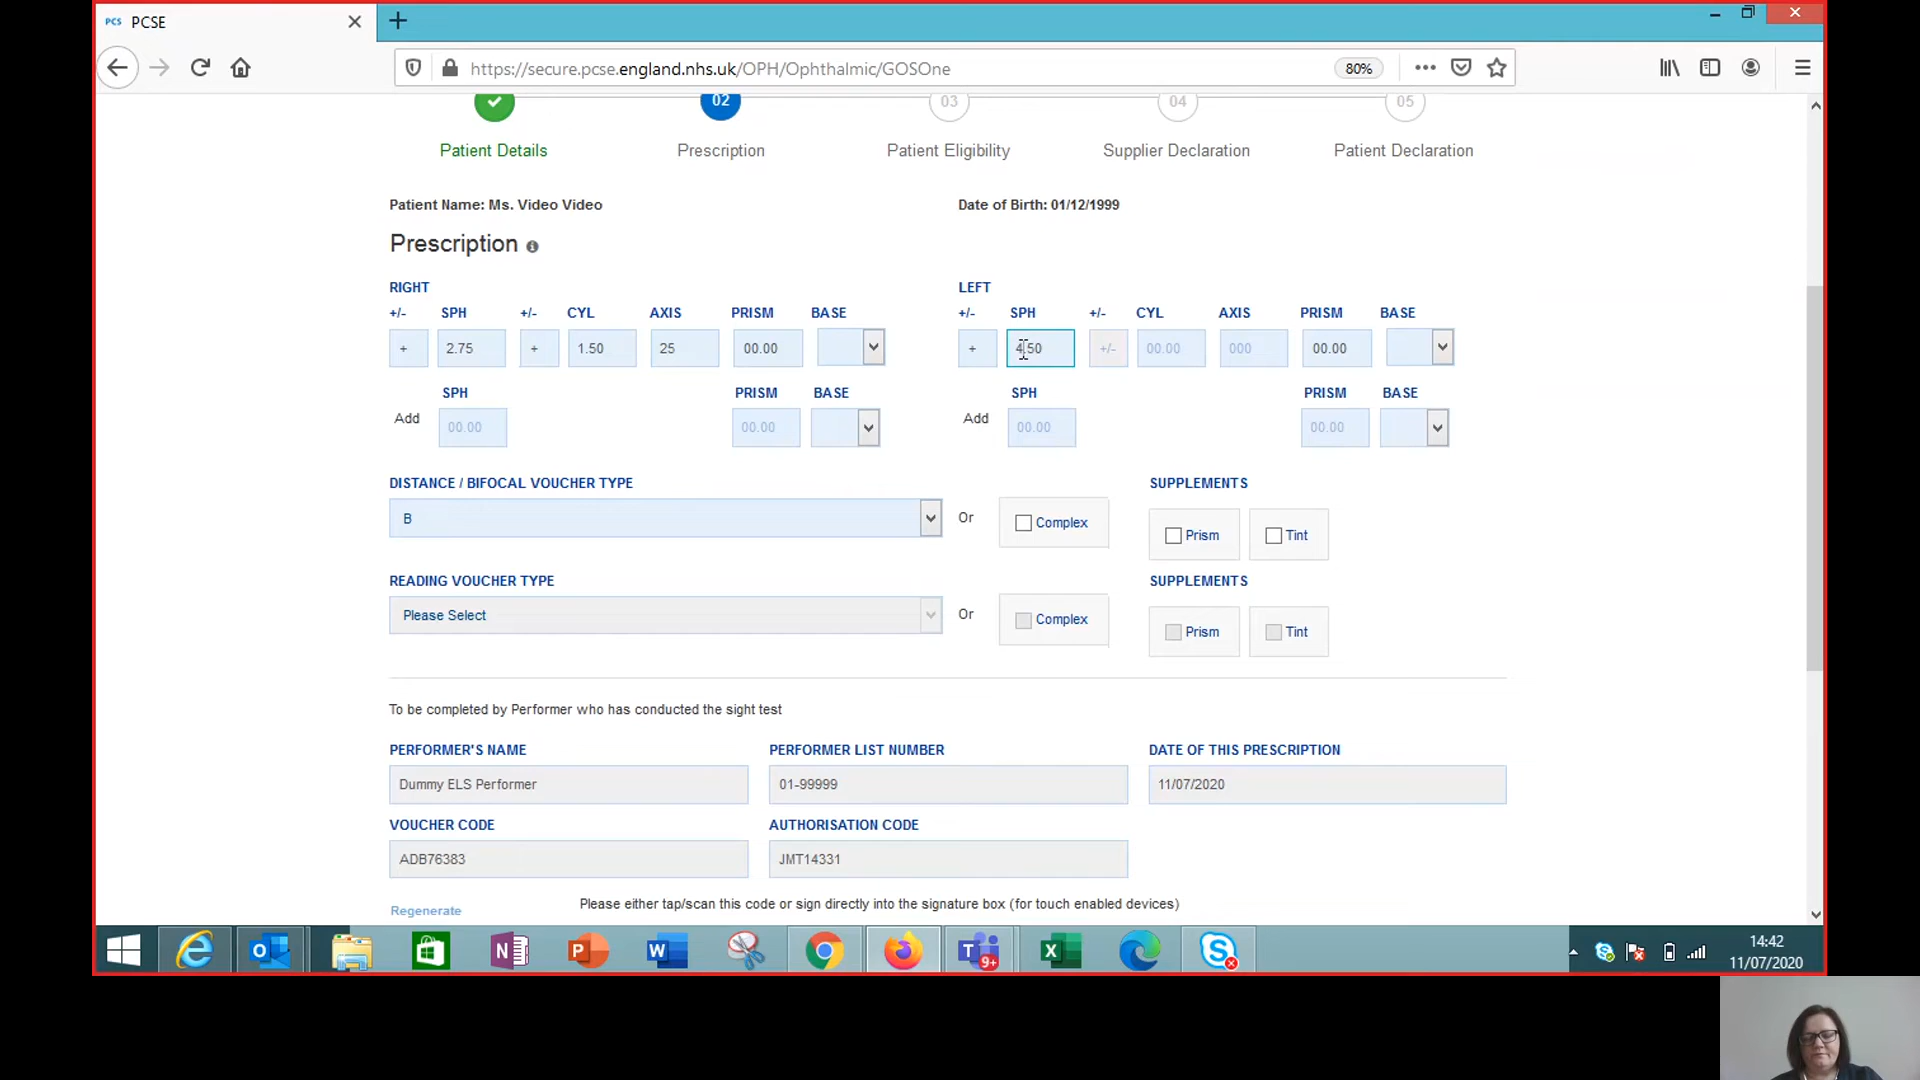 PCS PCSE
https://secure.pcse.england.nhs.uk/OPH/Ophthalmic/GOSOne
80%
02 03 04 05
Patient Details Prescription Patient Eligibility Supplier Declaration Patient Declaration
Patient Name: Ms. Video Video Date of Birth: 01/12/1999
Prescription
RIGHT LEFT
+/- SPH +/- CYL AXIS PRISM BASE +/- SPH +/- CYL AXIS PRISM BASE
+ 2.75 + 1.50 25 00.00 + 4.50 +/- 00.00 000 00.00
SPH PRISM BASE SPH PRISM BASE
Add 00.00 00.00 Add 00.00 00.00
DISTANCE / BIFOCAL VOUCHER TYPE SUPPLEMENTS
B Or Complex Prism Tint
READING VOUCHER TYPE SUPPLEMENTS
Please Select Or Complex Prism Tint
To be completed by Performer who has conducted the sight test
PERFORMER'S NAME PERFORMER LIST NUMBER DATE OF THIS PRESCRIPTION
Dummy ELS Performer 01-99999 11/07/2020
VOUCHER CODE AUTHORISATION CODE
ADB76383 JMT14331
Regenerate Please either tap/scan this code or sign directly into the signature box (for touch enabled devices)
9+
14:42
11/07/2020